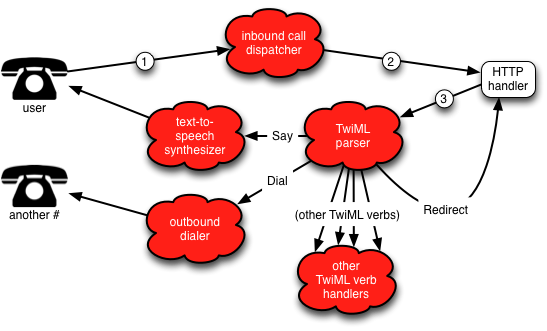 inbound call
dispatcher
1
2
HTTP
handler
user
3
text-to-
speech
synthesizer
Say
TwiML
parser
Dial
another #
outbound
dialer
(other TwiML verbs)
Redirect
other
TwiML verb
handlers